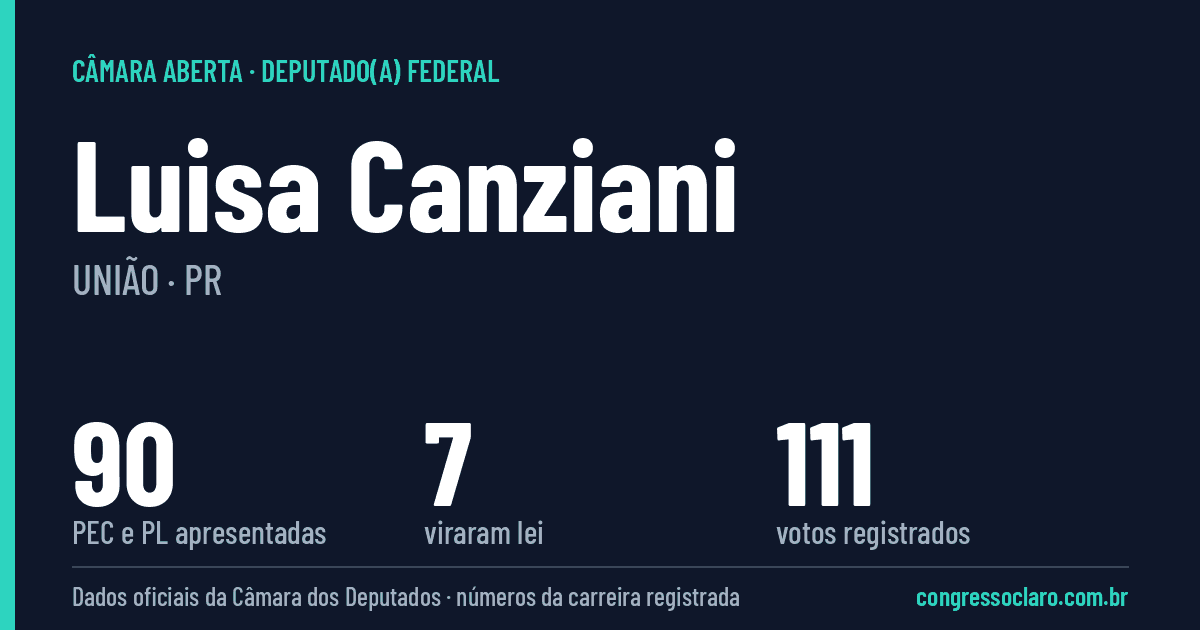 CÂMARA ABERTA · DEPUTADO(A) FEDERAL
Luisa Canziani
UNIÃO · PR
90 7 111
PEC e PL apresentadas viraram lei votos registrados
Dados oficiais da Câmara dos Deputados · números da carreira registrada congressoclaro.com.br